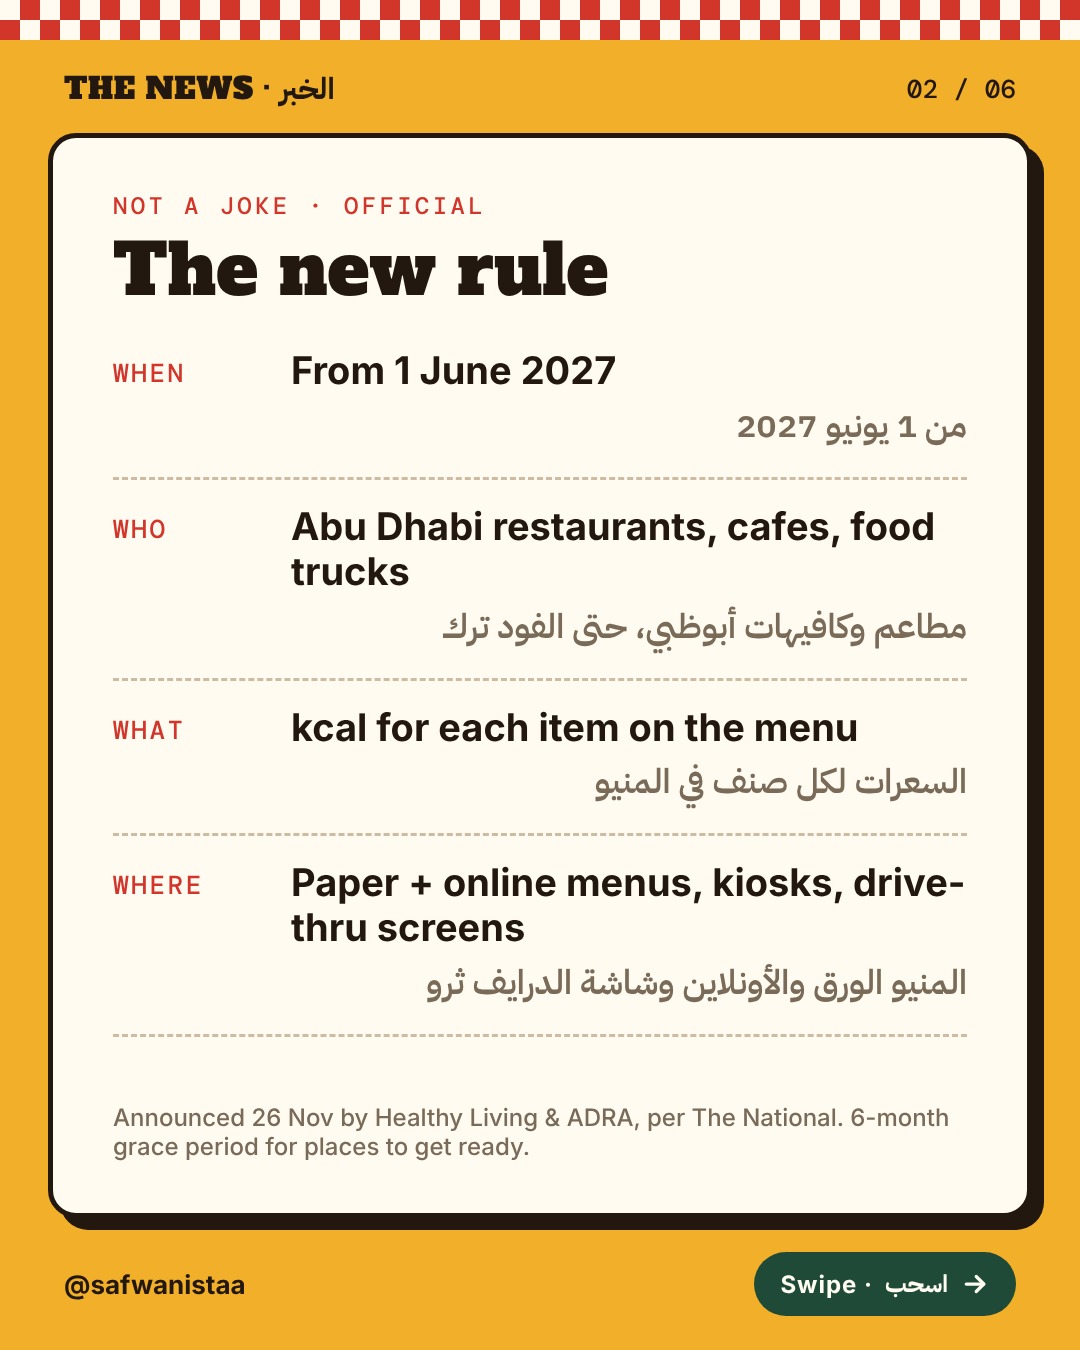 THE NEWS · الخبر
02 / 06
NOT A JOKE · OFFICIAL
The new rule
WHEN
From 1 June 2027
من 1 يونيو 2027
WHO
Abu Dhabi restaurants, cafes, food
trucks
مطاعم وكافيهات أبوظبي، حتى الفود ترك
WHAT
kcal for each item on the menu
السعرات لكل صنف في المنيو
WHERE
Paper + online menus, kiosks, drive-
thru screens
المنيو الورق والأونلاين وشاشة الدرايف ثرو
Announced 26 Nov by Healthy Living & ADRA, per The National. 6-month
grace period for places to get ready.
@safwanistaa
Swipe · اسحب →